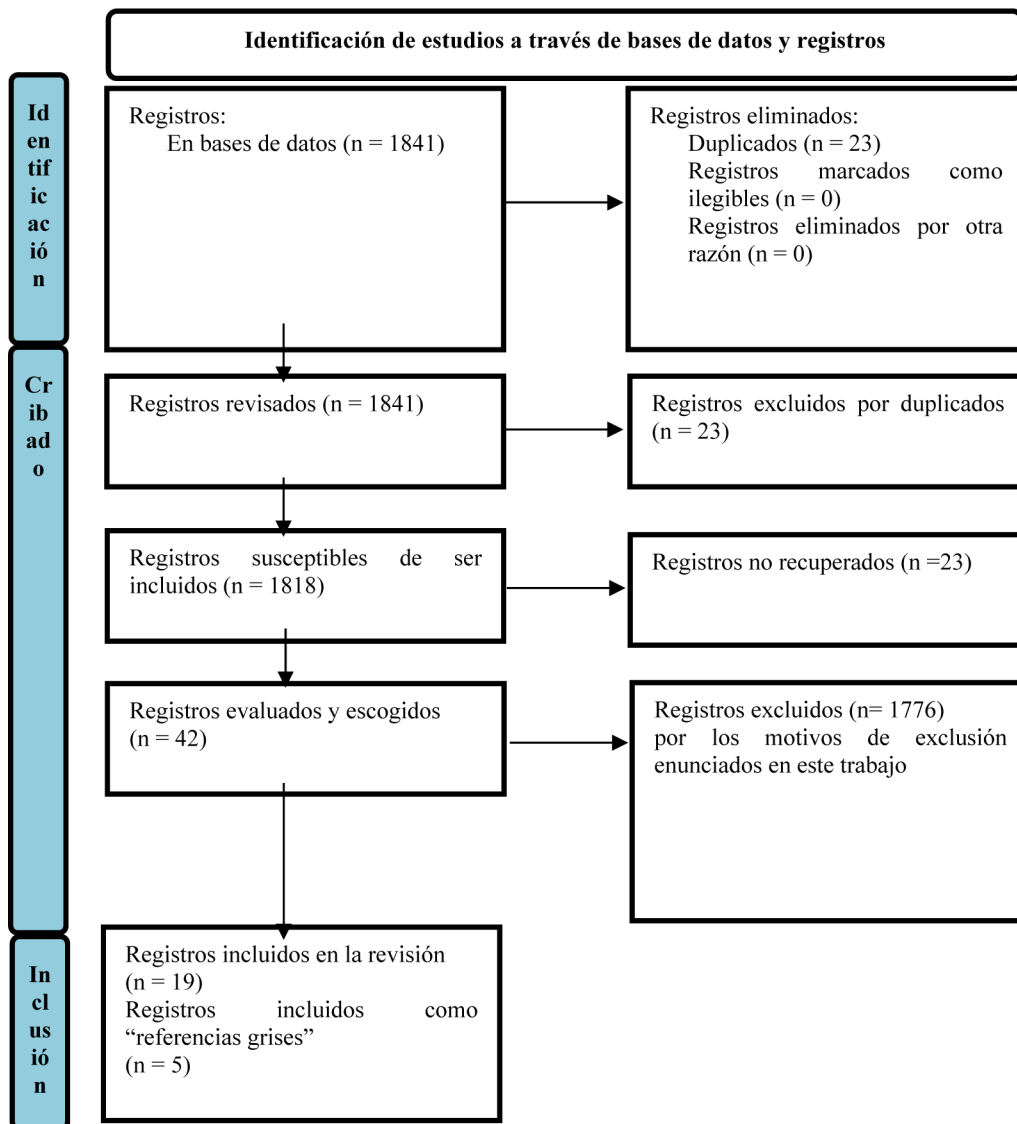 Identificación de estudios a través de bases de datos y registros
Id
en
tif
ic
ac
ió
n
Registros:
En bases de datos (n = 1841)
Registros eliminados:
Duplicados (n = 23)
Registros marcados como
ilegibles (n = 0)
Registros eliminados por otra
razón (n = 0)
Cr
ib
ad
o
Registros revisados (n = 1841)
Registros excluidos por duplicados
(n = 23)
Registros susceptibles de ser
incluidos (n = 1818)
Registros no recuperados (n =23)
Registros evaluados y escogidos
(n = 42)
Registros excluidos (n= 1776)
por los motivos de exclusión
enunciados en este trabajo
In
cl
us
ió
n
Registros incluidos en la revisión
(n = 19)
Registros incluidos como
“referencias grises”
(n = 5)